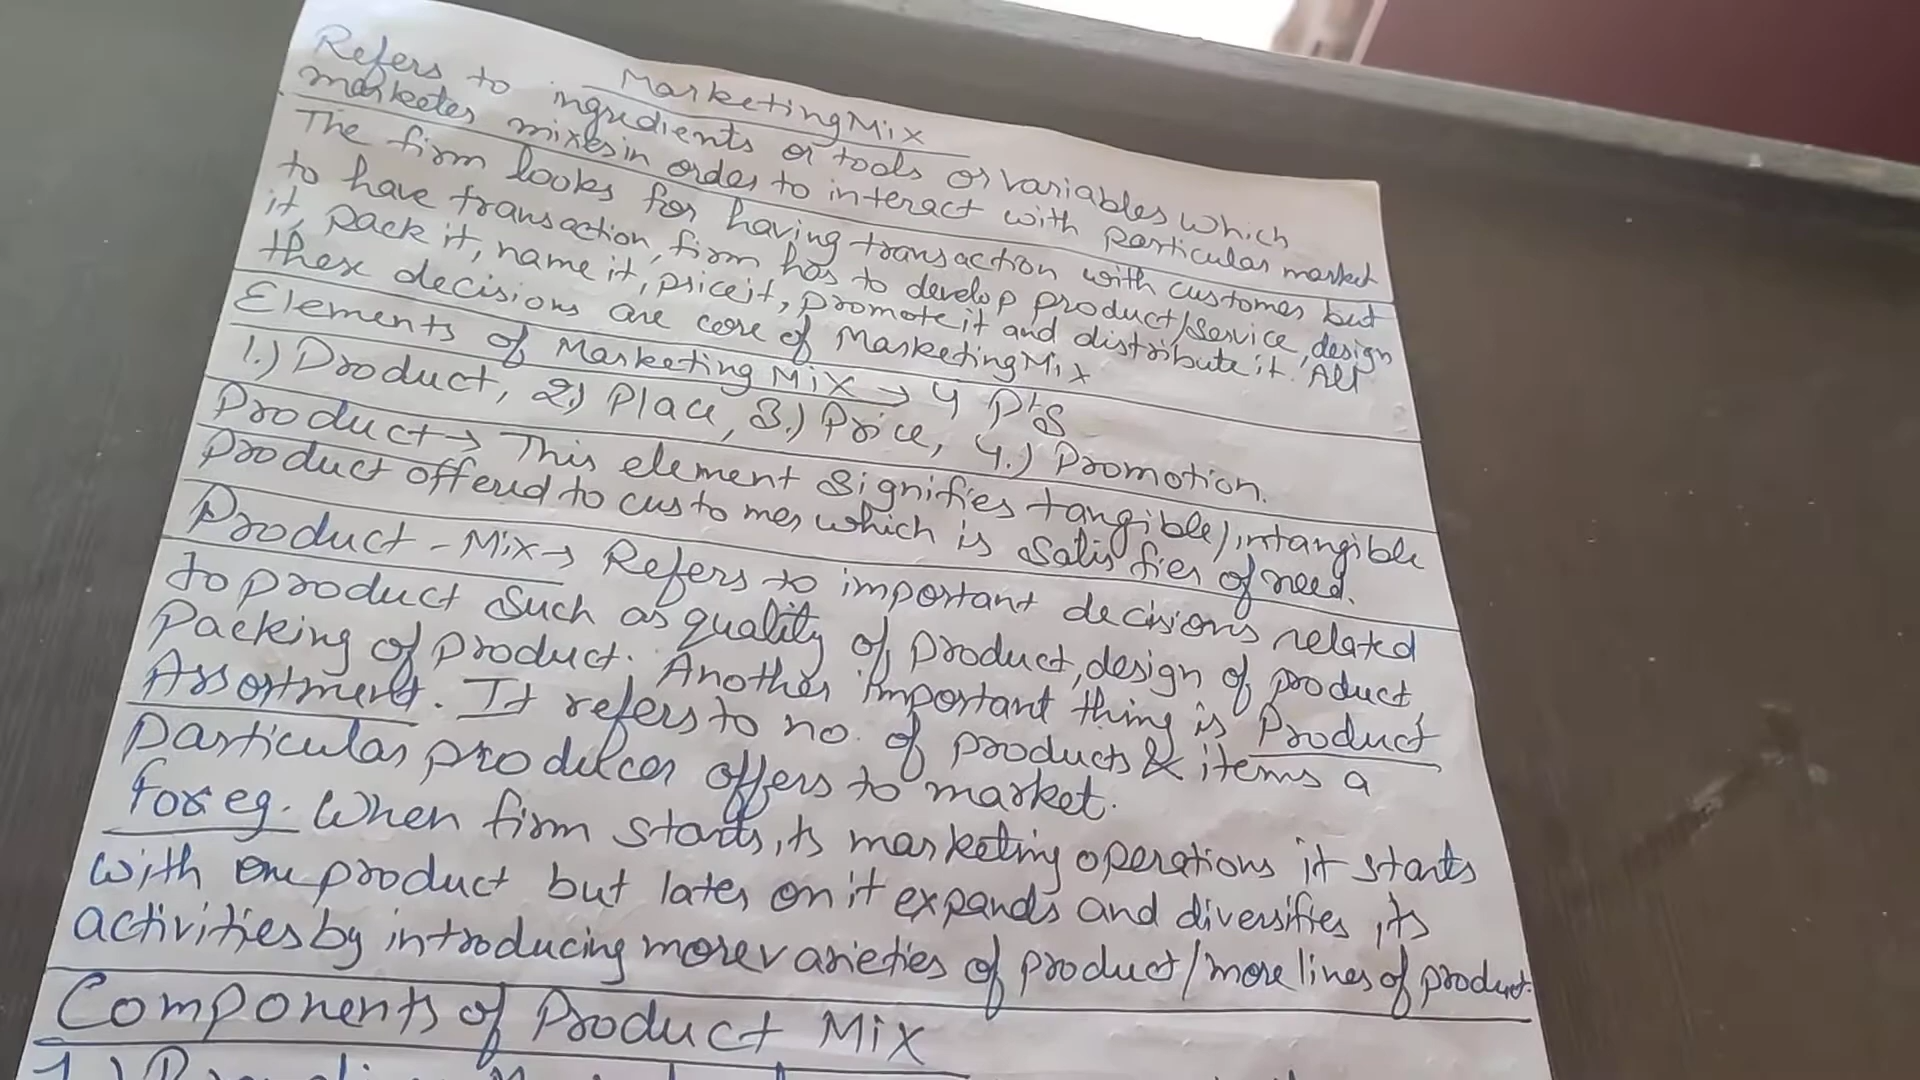 Marketing Mix
Refers to ingredients or tools or variables which
marketer mixes in order to interact with particular market
The firm looks for having transaction with customer but
to have transaction, firm has to develop product/service, design
it, pack it, name it, price it, promote it and distribute it. All
these decisions are core of Marketing Mix
Elements of Marketing Mix → 4 P's
1.) Product, 2.) Place, 3.) Price, 4.) Promotion.
Product → This element signifies tangible/intangible
product offered to customer which is satisfier of need.
Product - Mix → Refers to important decisions related
to product such as quality of product, design of product,
Packing of product. Another important thing is Product
Assortment. It refers to no. of products & items a
particular producer offers to market.
For eg. When firm starts its marketing operations it starts
with one product but later on it expands and diversifies its
activities by introducing more varieties of product/more lines of product.
Components of Product Mix
1.)